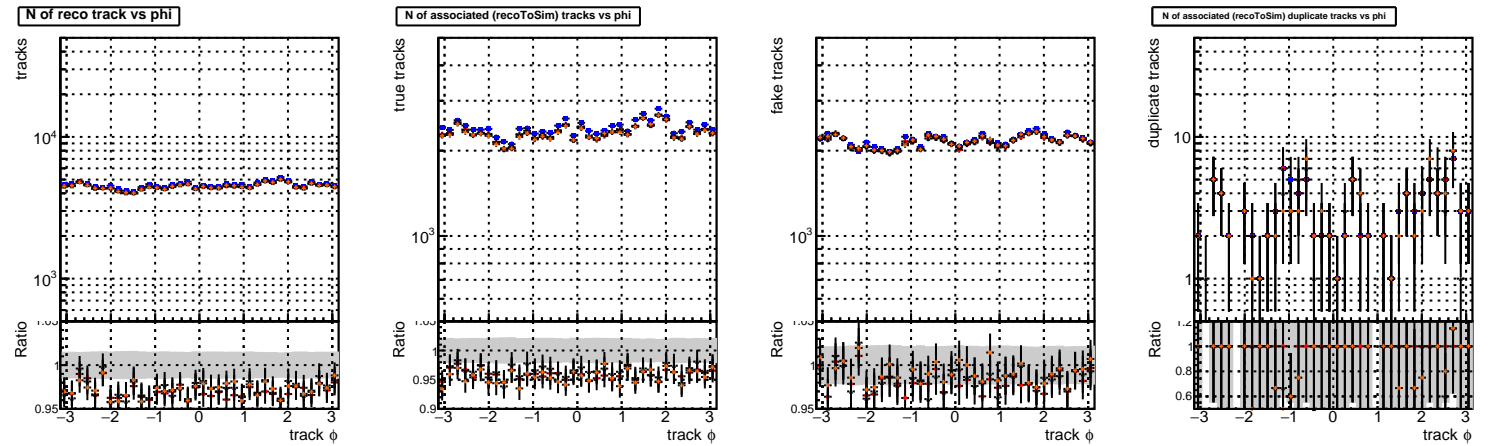 N of reco track vs phi
tracks
10⁴
10³
Ratio
1
0.95
−3 −2 −1 0 1 2 3
track ϕ
N of associated (recoToSim) tracks vs phi
true tracks
10³
Ratio
1
0.95
0.9
−3 −2 −1 0 1 2 3
track ϕ
fake tracks
10³
Ratio
1
0.95
−3 −2 −1 0 1 2 3
track ϕ
N of associated (recoToSim) duplicate tracks vs phi
duplicate tracks
10
1
Ratio
1.2
1
0.8
0.6
−3 −2 −1 0 1 2 3
track ϕ